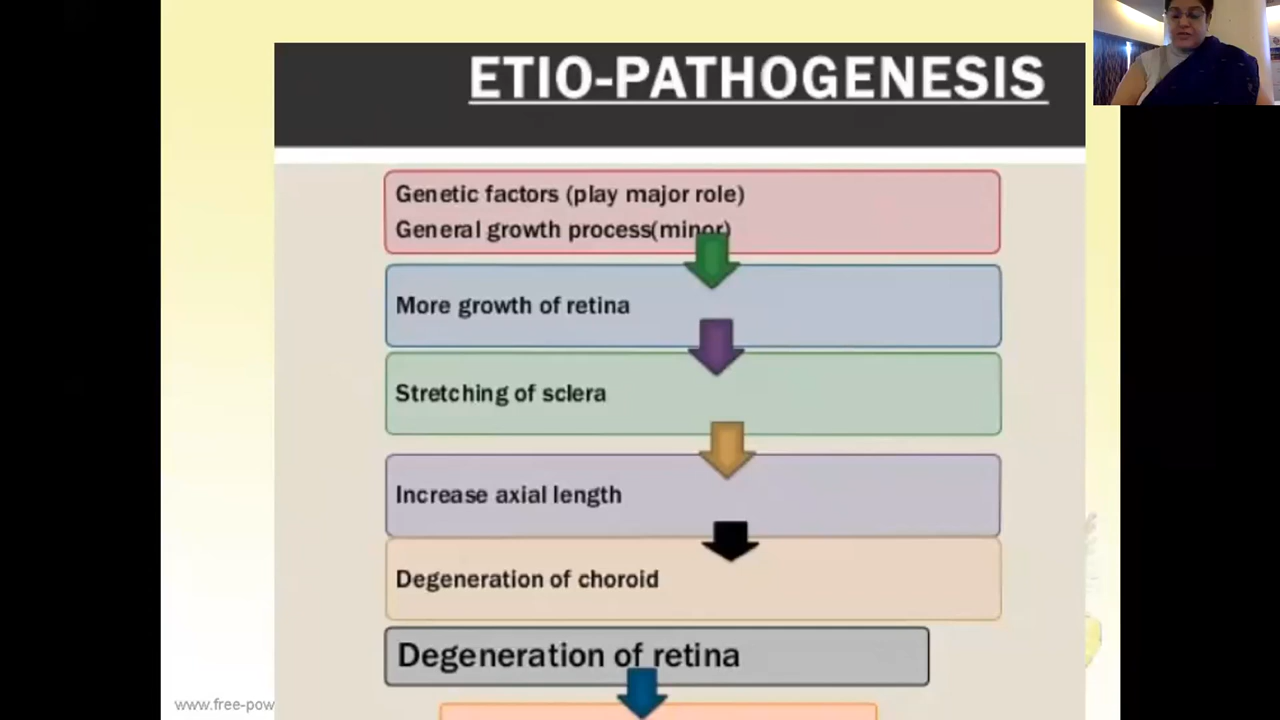 ETIO-PATHOGENESIS
Genetic factors (play major role)
General growth process(minor)
More growth of retina
Stretching of sclera
Increase axial length
Degeneration of choroid
Degeneration of retina
www.free-pow